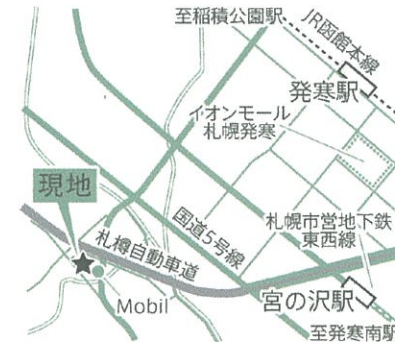 至稲積公園駅
JR函館本線
発寒駅
イオンモール
札幌発寒
現地
国道5号線
札幌市営地下鉄
東西線
札樽自動車道
Mobil
宮の沢駅
至発寒南駅